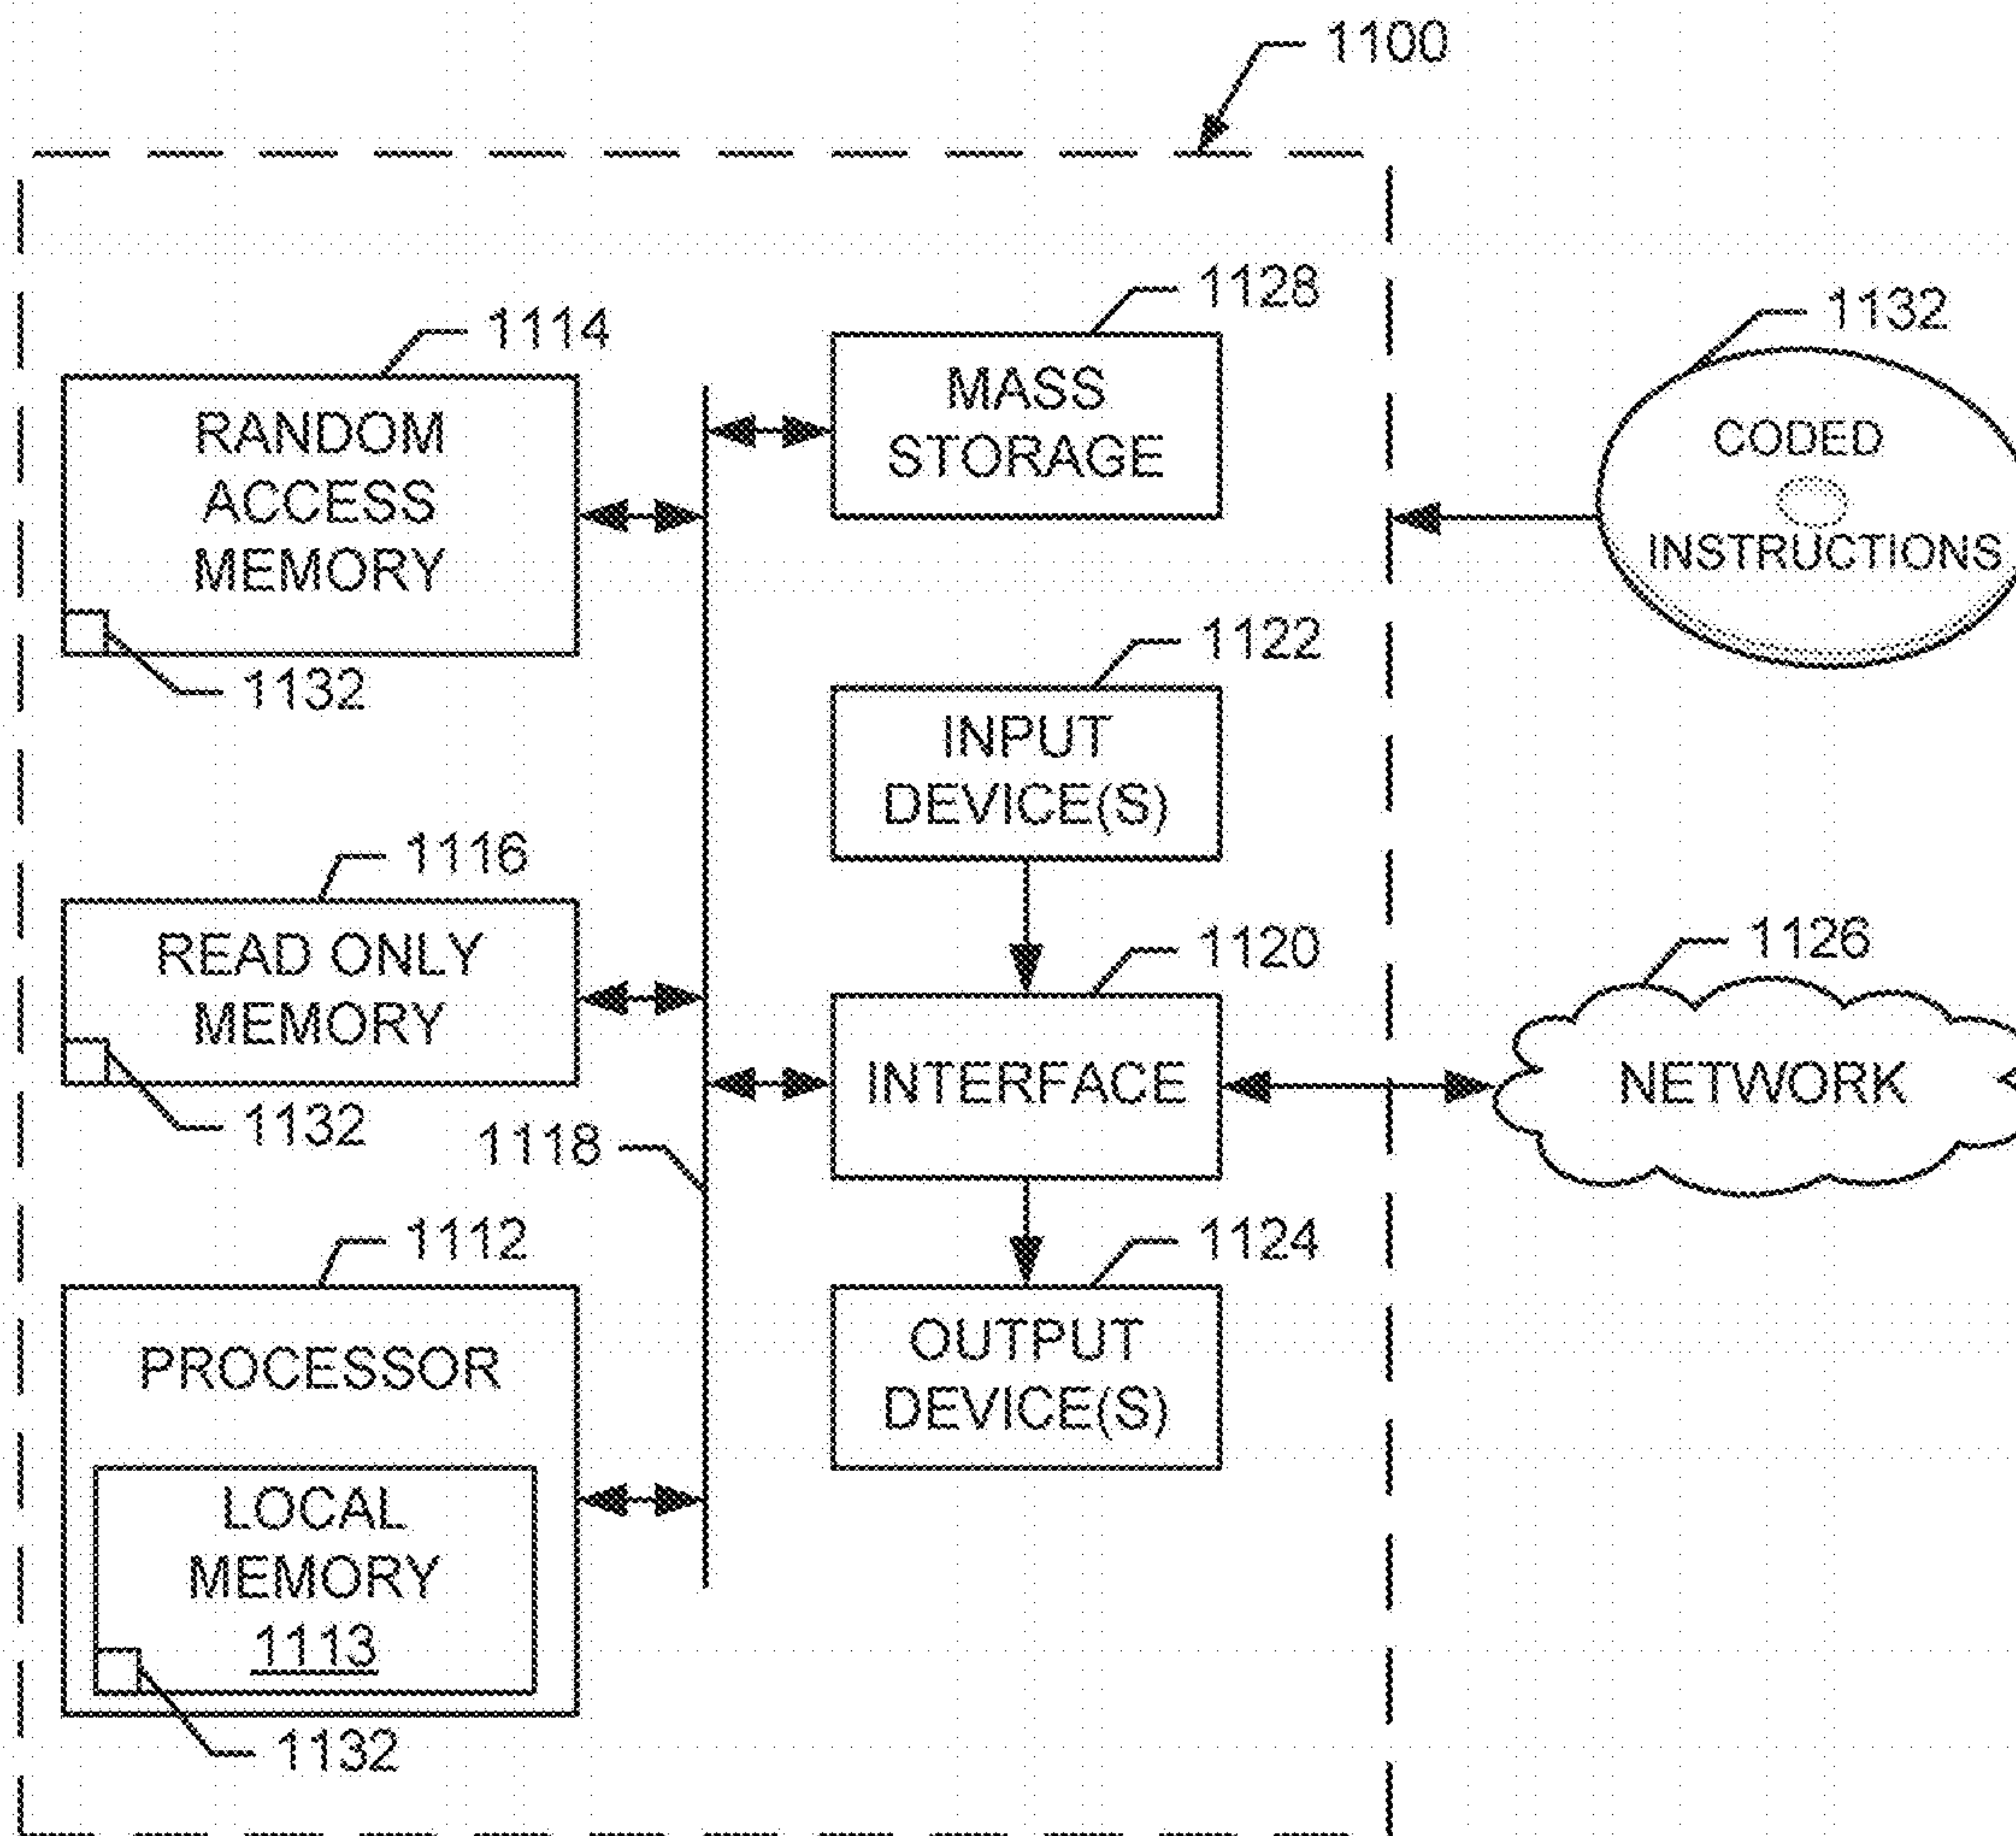 1100
1128
1114
1132
MASS
STORAGE
RANDOM
ACCESS
MEMORY
CODED
INSTRUCTIONS
1132
1122
INPUT
DEVICE(S)
1116
READ ONLY
MEMORY
1120
1126
INTERFACE
NETWORK
1132
1118
1112
1124
PROCESSOR
OUTPUT
DEVICE(S)
LOCAL
MEMORY
1113
1132